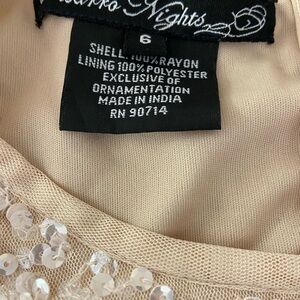 Nights
6
SHELL 100% RAYON
LINING 100% POLYESTER
EXCLUSIVE OF
ORNAMENTATION
MADE IN INDIA
RN 90714